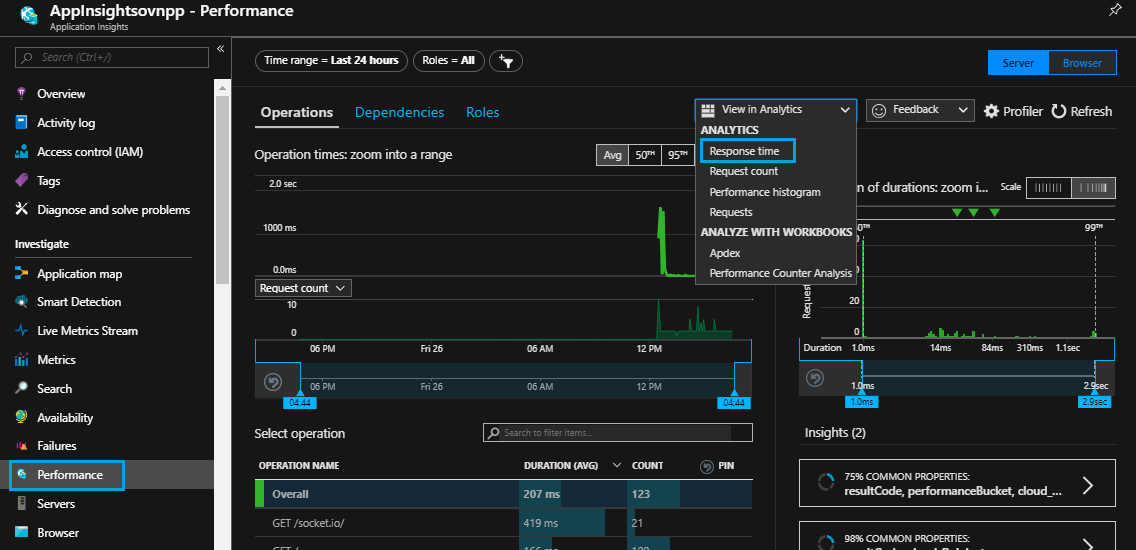 AppInsightsovnpp - Performance
Application Insights
Search (Ctrl+/)
«
Overview
Activity log
Access control (IAM)
Tags
Diagnose and solve problems
Investigate
Application map
Smart Detection
Live Metrics Stream
Metrics
Search
Availability
Failures
Performance
Servers
Browser
Time range = Last 24 hours
Roles = All
Server
Browser
Operations
Dependencies
Roles
View in Analytics
Feedback
Profiler
Refresh
ANALYTICS
Response time
Request count
Performance histogram
Requests
ANALYZE WITH WORKBOOKS
Apdex
Performance Counter Analysis
Operation times: zoom into a range
Avg
50TH
95TH
2.0 sec
1000 ms
0.0ms
Request count
10
0
06 PM
Fri 26
06 AM
12 PM
06 PM
Fri 26
06 AM
12 PM
04:44
04:44
n of durations: zoom i...
Scale
0TH
99TH
20
0
Reque
Duration
1.0ms
14ms
84ms
310ms
1.1sec
1.0ms
2.9sec
1.0ms
2.9sec
Select operation
Search to filter items...
OPERATION NAME
DURATION (AVG)
COUNT
PIN
Overall
207 ms
123
GET /socket.io/
419 ms
21
GET /
166 ms
100
Insights (2)
75% COMMON PROPERTIES:
resultCode, performanceBucket, cloud_...
98% COMMON PROPERTIES: